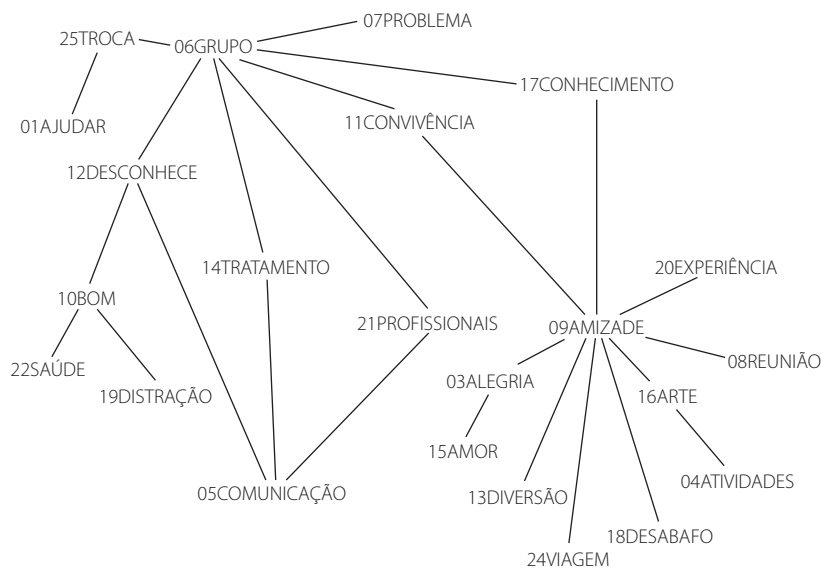 07PROBLEMA
25TROCA
06GRUPO
17CONHECIMENTO
01AJUDAR
11CONVIVÊNCIA
12DESCONHECE
14TRATAMENTO
20EXPERIÊNCIA
10BOM
21PROFISSIONAIS
09AMIZADE
22SAÚDE
08REUNIÃO
19DISTRAÇÃO
03ALEGRIA
16ARTE
15AMOR
04ATIVIDADES
05COMUNICAÇÃO
13DIVERSÃO
18DESABAFO
24VIAGEM